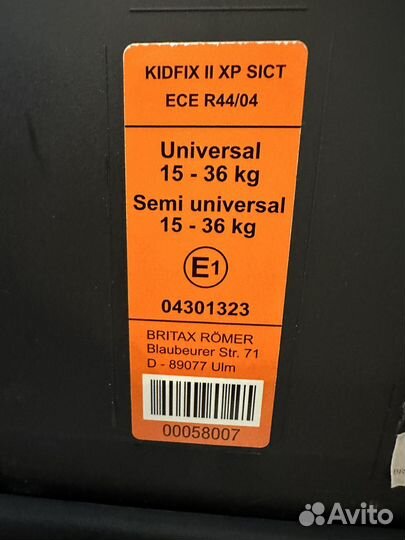 KIDFIX II XP SICT
ECE R44/04
Universal
15 - 36 kg
Semi universal
15 - 36 kg
E1
04301323
BRITAX RÖMER
Blaubeurer Str. 71
D - 89077 Ulm
00058007
Avito